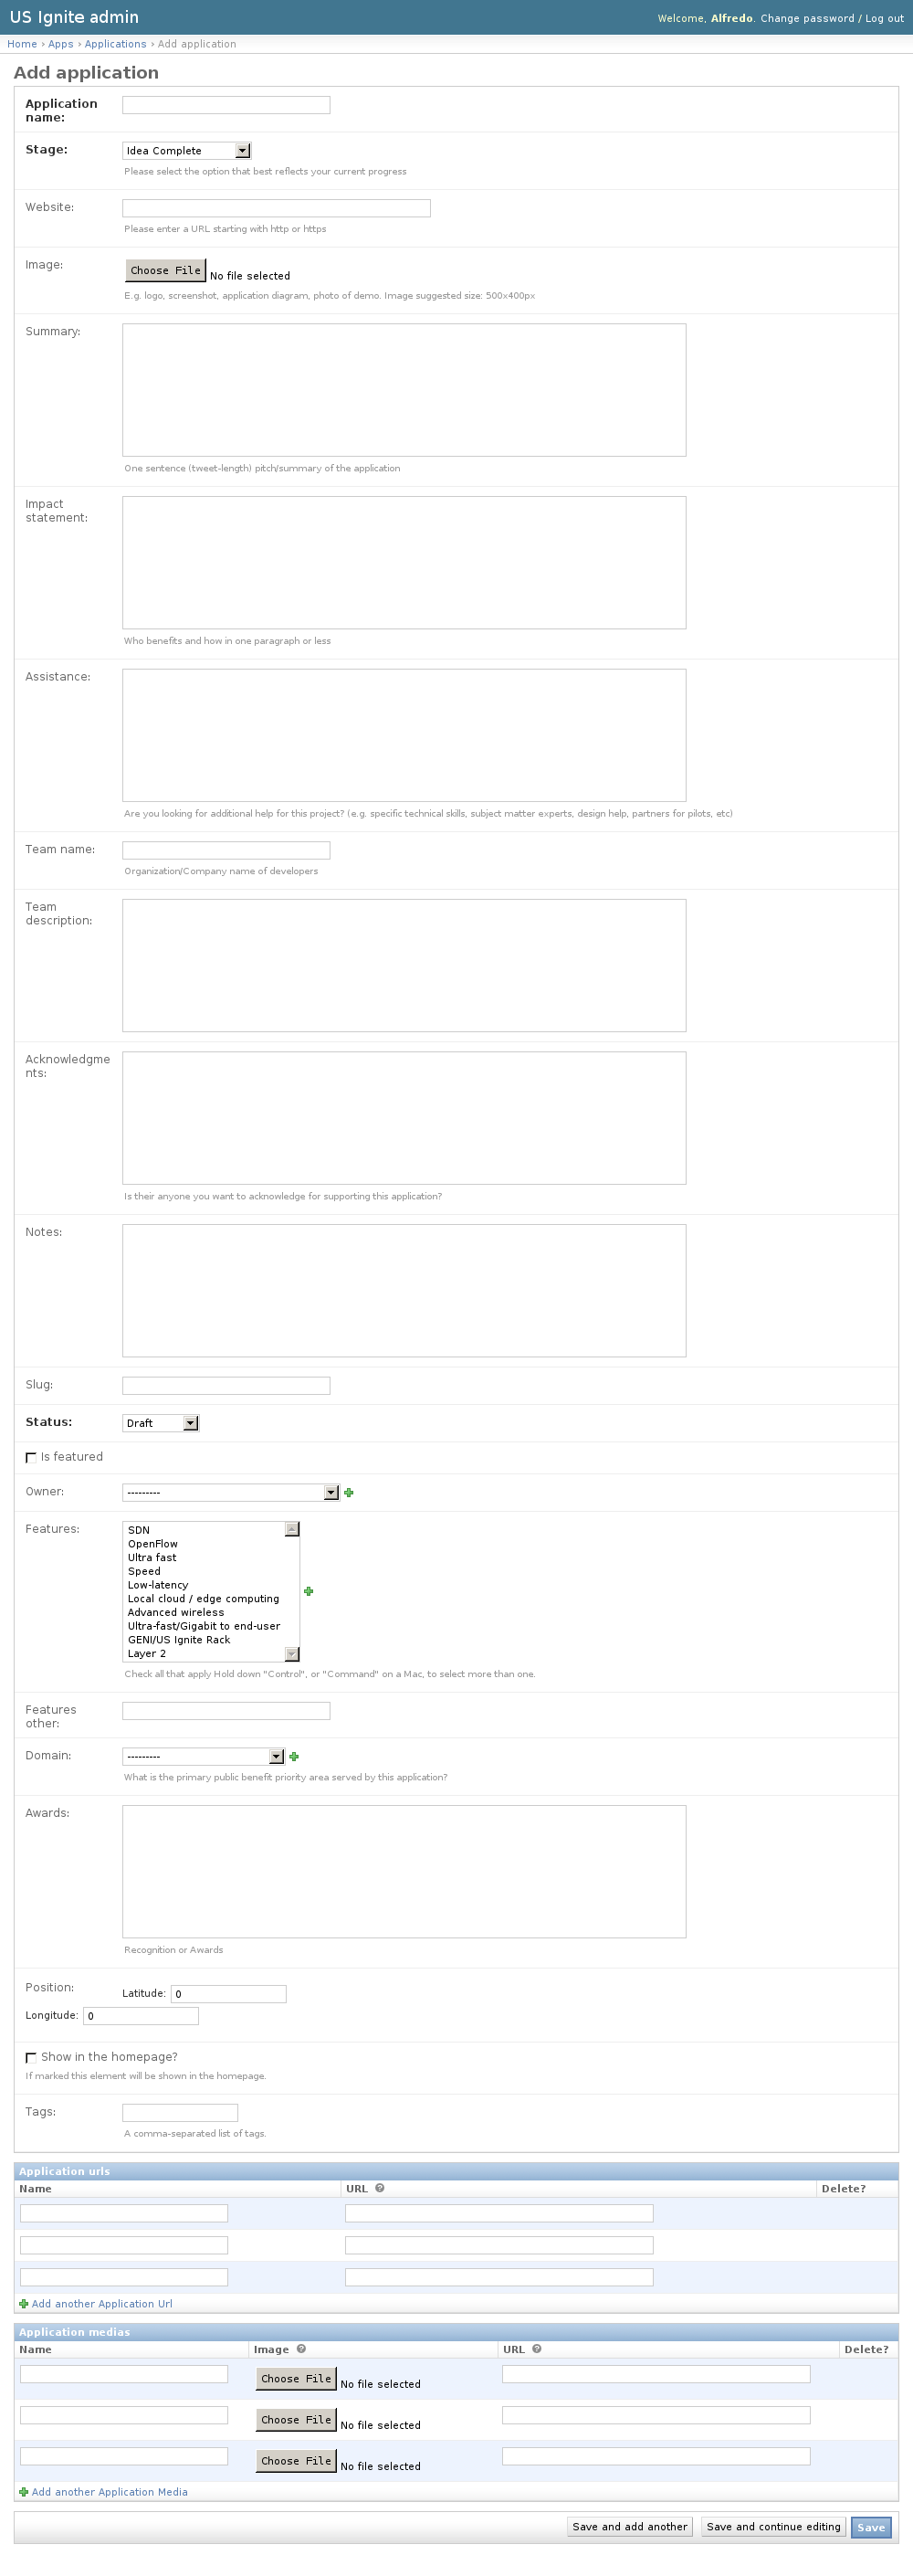 US Ignite admin
Welcome, Alfredo. Change password / Log out
Home › Apps › Applications › Add application
Add application
Application name:
Stage:
Idea Complete
Please select the option that best reflects your current progress
Website:
Please enter a URL starting with http or https
Image:
Choose File No file selected
E.g. logo, screenshot, application diagram, photo of demo. Image suggested size: 500x400px
Summary:
One sentence (tweet-length) pitch/summary of the application
Impact statement:
Who benefits and how in one paragraph or less
Assistance:
Are you looking for additional help for this project? (e.g. specific technical skills, subject matter experts, design help, partners for pilots, etc)
Team name:
Organization/Company name of developers
Team description:
Acknowledgme
nts:
Is their anyone you want to acknowledge for supporting this application?
Notes:
Slug:
Status:
Draft
Is featured
Owner:
---------
Features:
SDN
OpenFlow
Ultra fast
Speed
Low-latency
Local cloud / edge computing
Advanced wireless
Ultra-fast/Gigabit to end-user
GENI/US Ignite Rack
Layer 2
Check all that apply Hold down "Control", or "Command" on a Mac, to select more than one.
Features other:
Domain:
---------
What is the primary public benefit priority area served by this application?
Awards:
Recognition or Awards
Position:
Latitude: 0
Longitude: 0
Show in the homepage?
If marked this element will be shown in the homepage.
Tags:
A comma-separated list of tags.
Application urls
Name URL ? Delete?
Add another Application Url
Application medias
Name Image ? URL ? Delete?
Choose File No file selected
Choose File No file selected
Choose File No file selected
Add another Application Media
Save and add another Save and continue editing Save